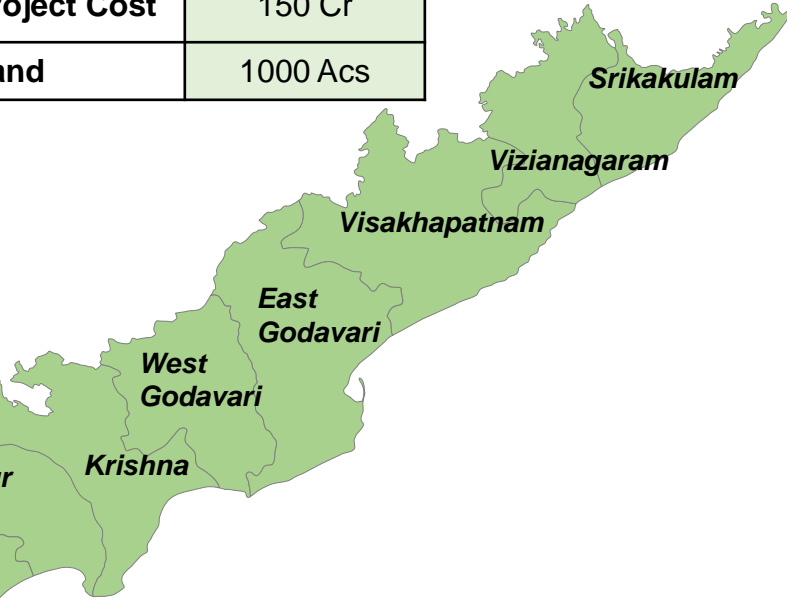 oject Cost 150 Cr
and 1000 Acs
Srikakulam
Vizianagaram
Visakhapatnam
East
Godavari
West
Godavari
Krishna
r